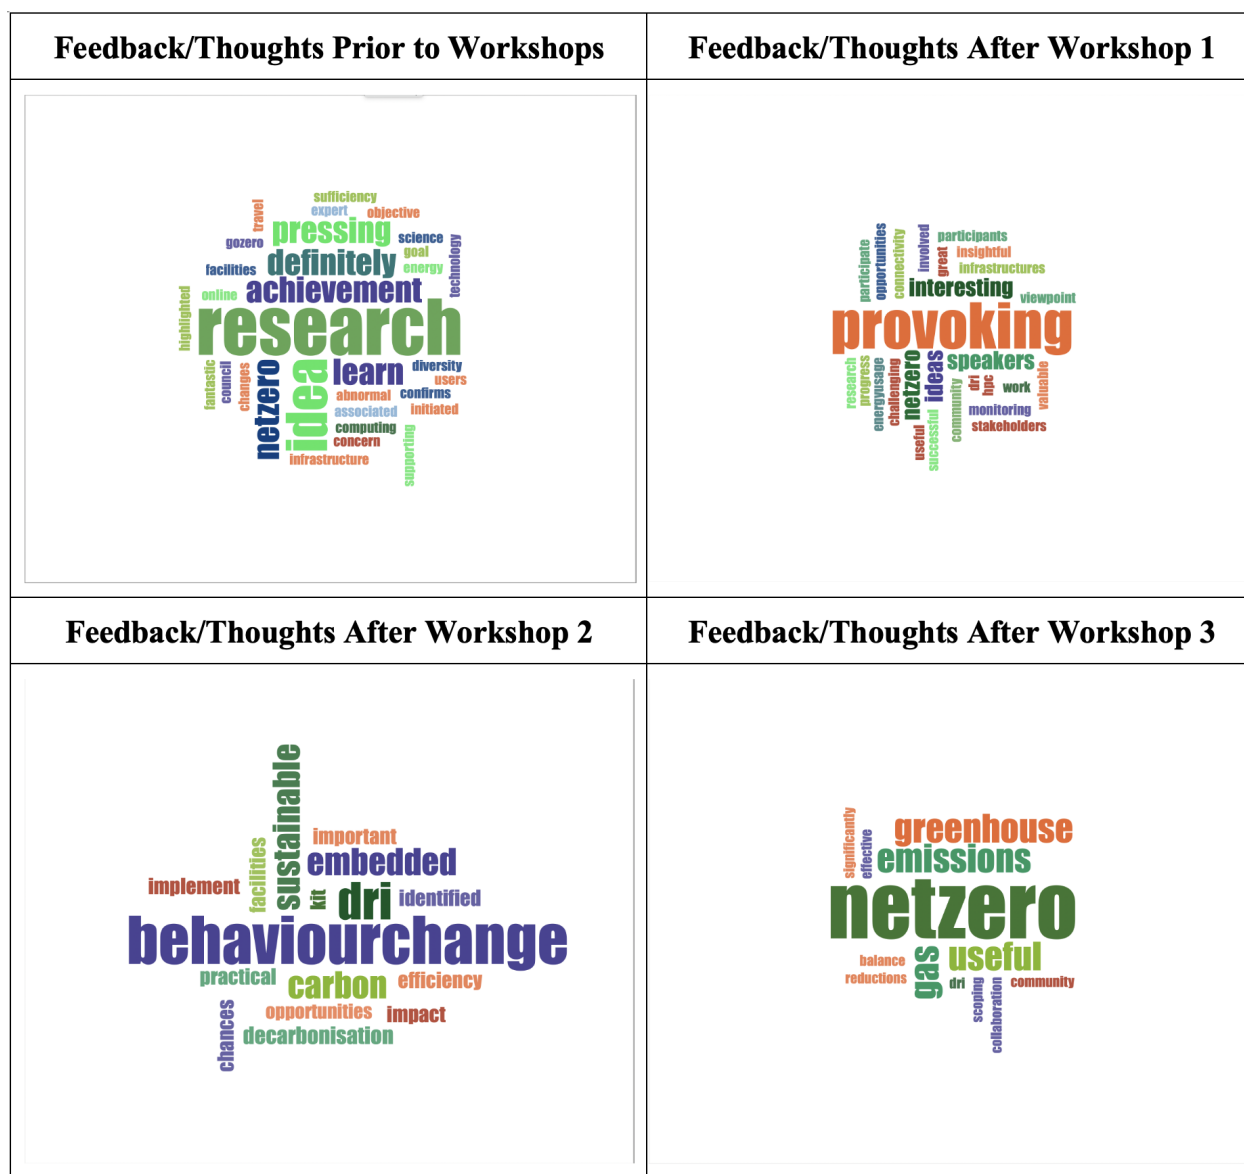 Feedback/Thoughts Prior to Workshops
Feedback/Thoughts After Workshop 1
sufficiency
travel
expert
objective
pressing
gozero
science
technology
definitely
goal
facilities
energy
achievement
online
highlighted
research
fantastic
council
changes
netzero
idea
learn
diversity
users
abnormal
confirms
associated
initiated
computing
concern
supporting
infrastructure
participate
opportunities
connectivity
involved
great
participants
insightful
infrastructures
interesting
viewpoint
provoking
research
progress
energyusage
challenging
netzero
ideas
speakers
community
dri
hpc
work
valuable
monitoring
stakeholders
useful
successful
Feedback/Thoughts After Workshop 2
Feedback/Thoughts After Workshop 3
sustainable
important
facilities
embedded
implement
kit
dri
identified
behaviourchange
practical
carbon
efficiency
chances
opportunities
impact
decarbonisation
significantly
effective
greenhouse
emissions
netzero
balance
gas
useful
reductions
dri
scoping
collaboration
community